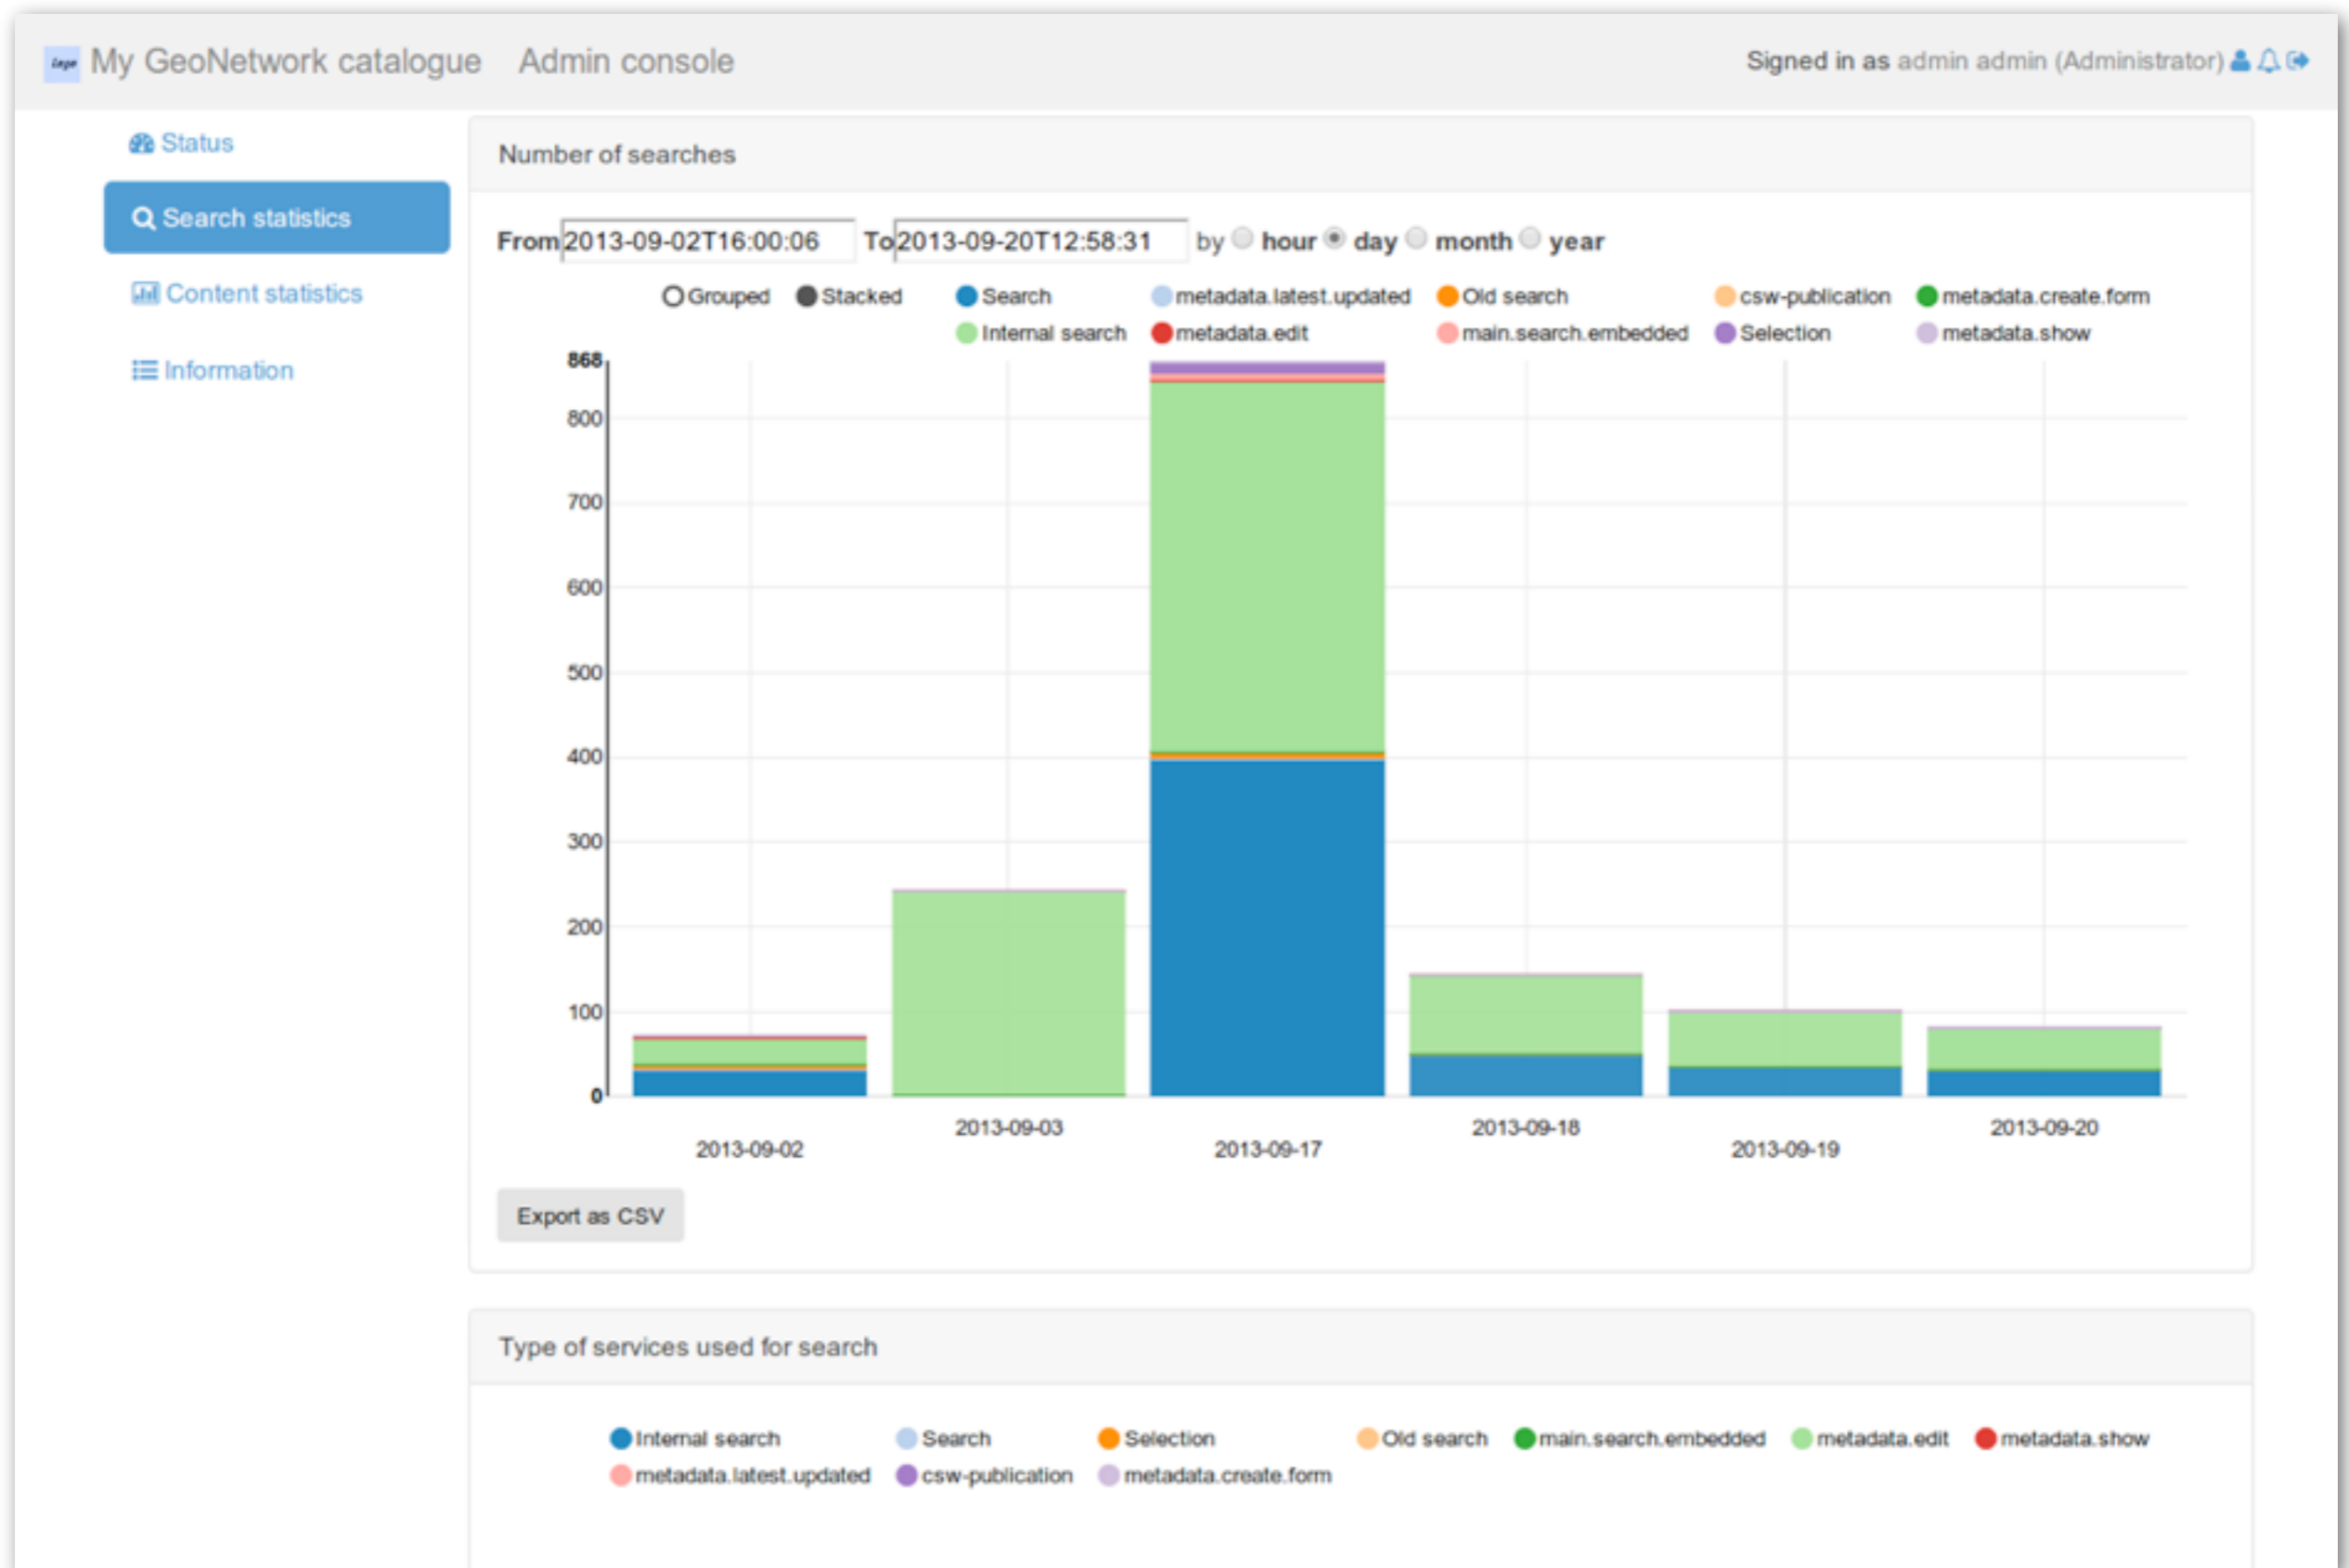 My GeoNetwork catalogue Admin console Signed in as admin admin (Administrator)
Status
Search statistics
Content statistics
Information
Number of searches
From 2013-09-02T16:00:06 To 2013-09-20T12:58:31 by hour day month year
Grouped Stacked Search metadata.latest.updated Old search csw-publication metadata.create.form
Internal search metadata.edit main.search.embedded Selection metadata.show
868
800
700
600
500
400
300
200
100
0
2013-09-03 2013-09-18 2013-09-20
2013-09-02 2013-09-17 2013-09-19
Export as CSV
Type of services used for search
Internal search Search Selection Old search main.search.embedded metadata.edit metadata.show
metadata.latest.updated csw-publication metadata.create.form